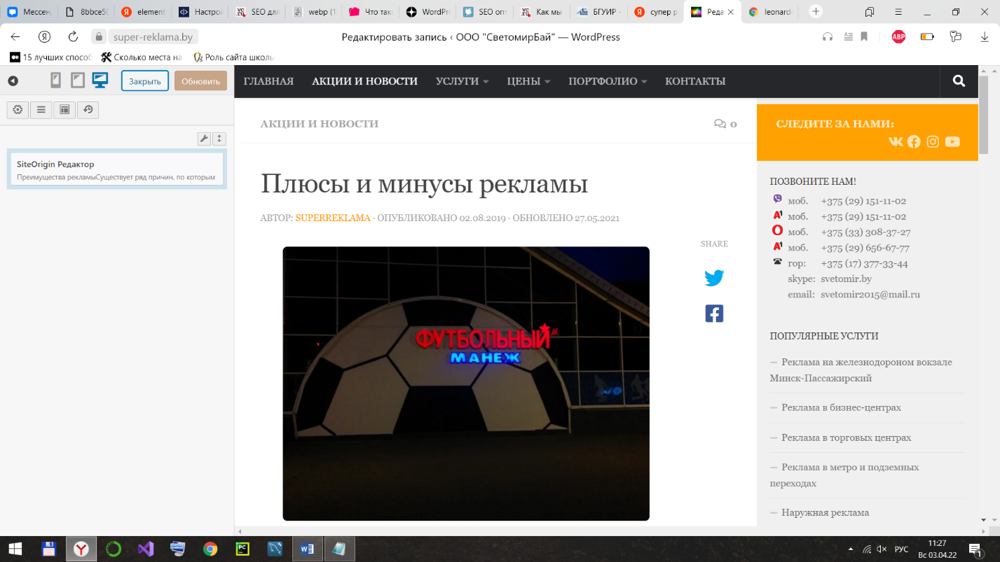 Мессен
8bbce50
element
Настрой
SEO для
webp (1
Что так
WordPre
SEO опт
Как мы
БГУИР -
супер р
Реда
leonard
super-reklama.by
Редактировать запись ‹ ООО "СветомирБай" — WordPress
ABP
15 лучших способ
Сколько места на
Роль сайта школь
Закрыть
Обновить
ГЛАВНАЯ
АКЦИИ И НОВОСТИ
УСЛУГИ
ЦЕНЫ
ПОРТФОЛИО
КОНТАКТЫ
SiteOrigin Редактор
Преимущества рекламыСуществует ряд причин, по которым
АКЦИИ И НОВОСТИ
0
Плюсы и минусы рекламы
АВТОР: SUPERREKLAMA · ОПУБЛИКОВАНО 02.08.2019 · ОБНОВЛЕНО 27.05.2021
SHARE
ФУТБОЛЬНЫЙ
МАНЕЖ
СЛЕДИТЕ ЗА НАМИ:
ПОЗВОНИТЕ НАМ!
моб. +375 (29) 151-11-02
моб. +375 (29) 151-11-02
моб. +375 (33) 308-37-27
моб. +375 (29) 656-67-77
гор: +375 (17) 377-33-44
skype: svetomir.by
email: svetomir2015@mail.ru
ПОПУЛЯРНЫЕ УСЛУГИ
Реклама на железнодороном вокзале
Минск-Пассажирский
Реклама в бизнес-центрах
Реклама в торговых центрах
Реклама в метро и подземных
переходах
Наружная реклама
РУС
11:27
Вс 03.04.22
1